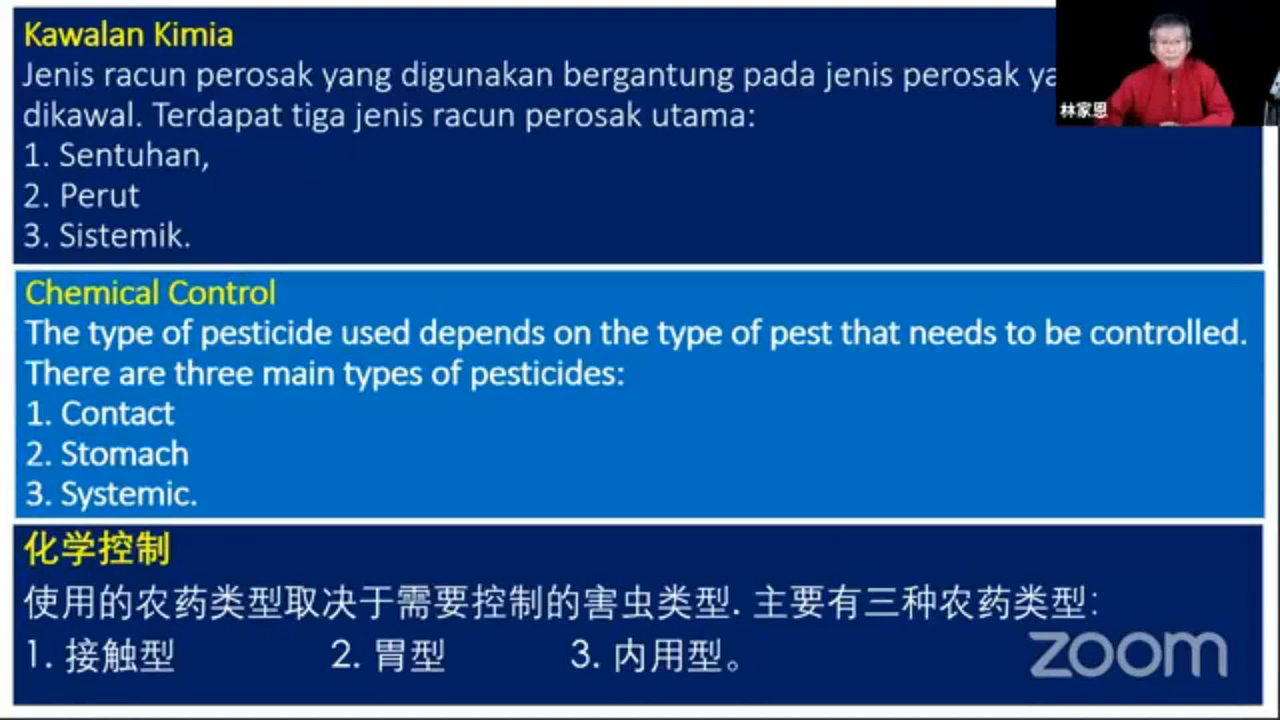 Kawalan Kimia
Jenis racun perosak yang digunakan bergantung pada jenis perosak
dikawal. Terdapat tiga jenis racun perosak utama:
1. Sentuhan,
2. Perut
3. Sistemik.
林家恩
Chemical Control
The type of pesticide used depends on the type of pest that needs to be controlled.
There are three main types of pesticides:
1. Contact
2. Stomach
3. Systemic.
化学控制
使用的农药类型取决于需要控制的害虫类型. 主要有三种农药类型:
1. 接触型 2. 胃型 3. 内用型。
zoom